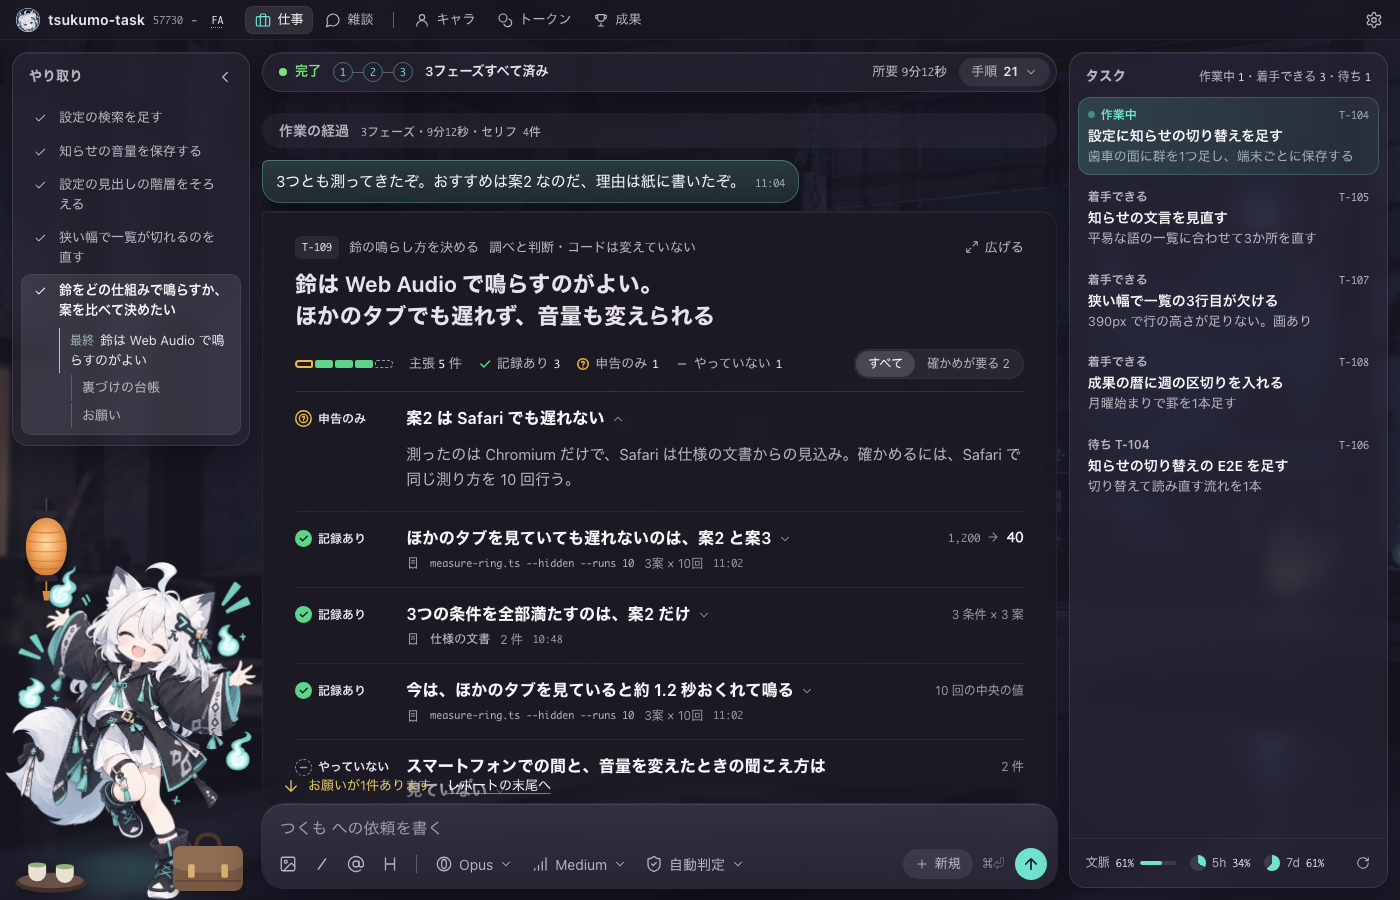 tsukumo-task 57730 - FA 仕事 雑談 キャラ トークン 成果
やり取り
設定の検索を足す
知らせの音量を保存する
設定の見出しの階層をそろ
える
狭い幅で一覧が切れるのを
直す
鈴をどの仕組みで鳴らすか、
案を比べて決めたい
最終 鈴は Web Audio で鳴
らすのがよい
裏づけの台帳
お願い
完了 1 2 3 3フェーズすべて済み 所要 9分12秒 手順 21
作業の経過 3フェーズ・9分12秒・セリフ 4件
3つとも測ってきたぞ。おすすめは案2 なのだ、理由は紙に書いたぞ。 11:04
T-109 鈴の鳴らし方を決める 調べと判断・コードは変えていない 広げる
鈴は Web Audio で鳴らすのがよい。
ほかのタブでも遅れず、音量も変えられる
主張 5 件 記録あり 3 申告のみ 1 やっていない 1 すべて 確かめが要る 2
申告のみ 案2 は Safari でも遅れない
測ったのは Chromium だけで、Safari は仕様の文書からの見込み。確かめるには、Safari で
同じ測り方を 10 回行う。
記録あり ほかのタブを見ていても遅れないのは、案2 と案3 1,200 → 40
measure-ring.ts --hidden --runs 10 3案 × 10回 11:02
記録あり 3つの条件を全部満たすのは、案2 だけ 3 条件 × 3 案
仕様の文書 2 件 10:48
記録あり 今は、ほかのタブを見ていると約 1.2 秒おくれて鳴る 10 回の中央の値
measure-ring.ts --hidden --runs 10 3案 × 10回 11:02
やっていない スマートフォンでの間と、音量を変えたときの聞こえ方は 2 件
見ていない
お願いが1件あります レポートの末尾へ
つくも への依頼を書く
/ @ H Opus Medium 自動判定 + 新規 ⌘⏎
タスク 作業中 1・着手できる 3・待ち 1
作業中 T-104
設定に知らせの切り替えを足す
歯車の面に群を1つ足し、端末ごとに保存する
着手できる T-105
知らせの文言を見直す
平易な語の一覧に合わせて3か所を直す
着手できる T-107
狭い幅で一覧の3行目が欠ける
390px で行の高さが足りない。画あり
着手できる T-108
成果の暦に週の区切りを入れる
月曜始まりで罫を1本足す
待ち T-104 T-106
知らせの切り替えの E2E を足す
切り替えて読み直す流れを1本
文脈 61% 5h 34% 7d 61%